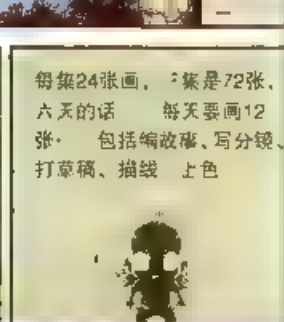 每集24张画，三集是72张，
六天的话 每天要画12
张。 包括编故事、写分镜、
打草稿、描线 上色